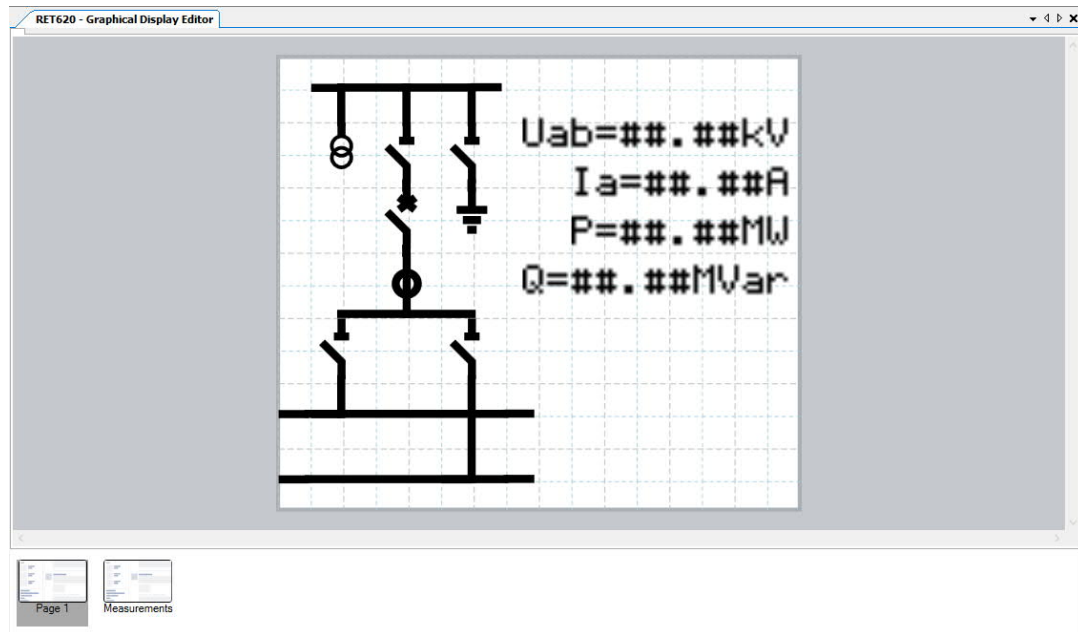 RET620 - Graphical Display Editor
Uab=##.##kV
Ia=##.##A
P=##.##MW
Q=##.##MVar
Page 1
Measurements